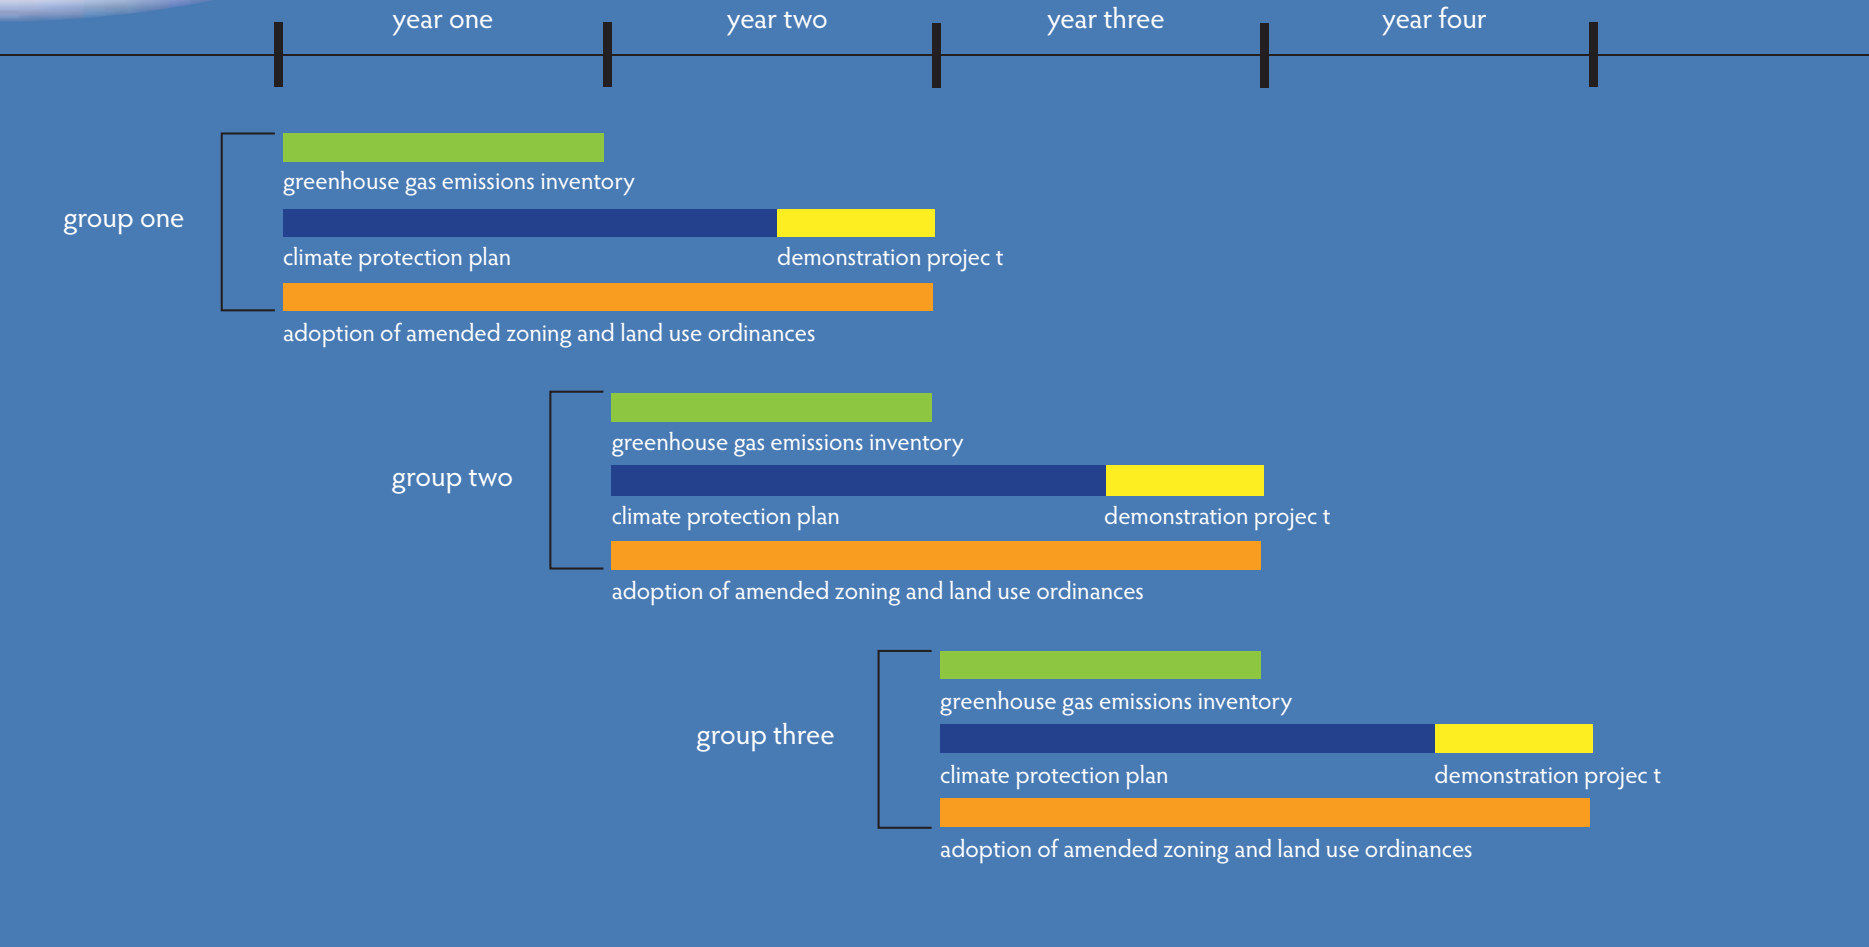 year one
year two
year three
year four
greenhouse gas emissions inventory
group one
climate protection plan
demonstration projec t
adoption of amended zoning and land use ordinances
greenhouse gas emissions inventory
group two
climate protection plan
demonstration projec t
adoption of amended zoning and land use ordinances
greenhouse gas emissions inventory
group three
climate protection plan
demonstration projec t
adoption of amended zoning and land use ordinances